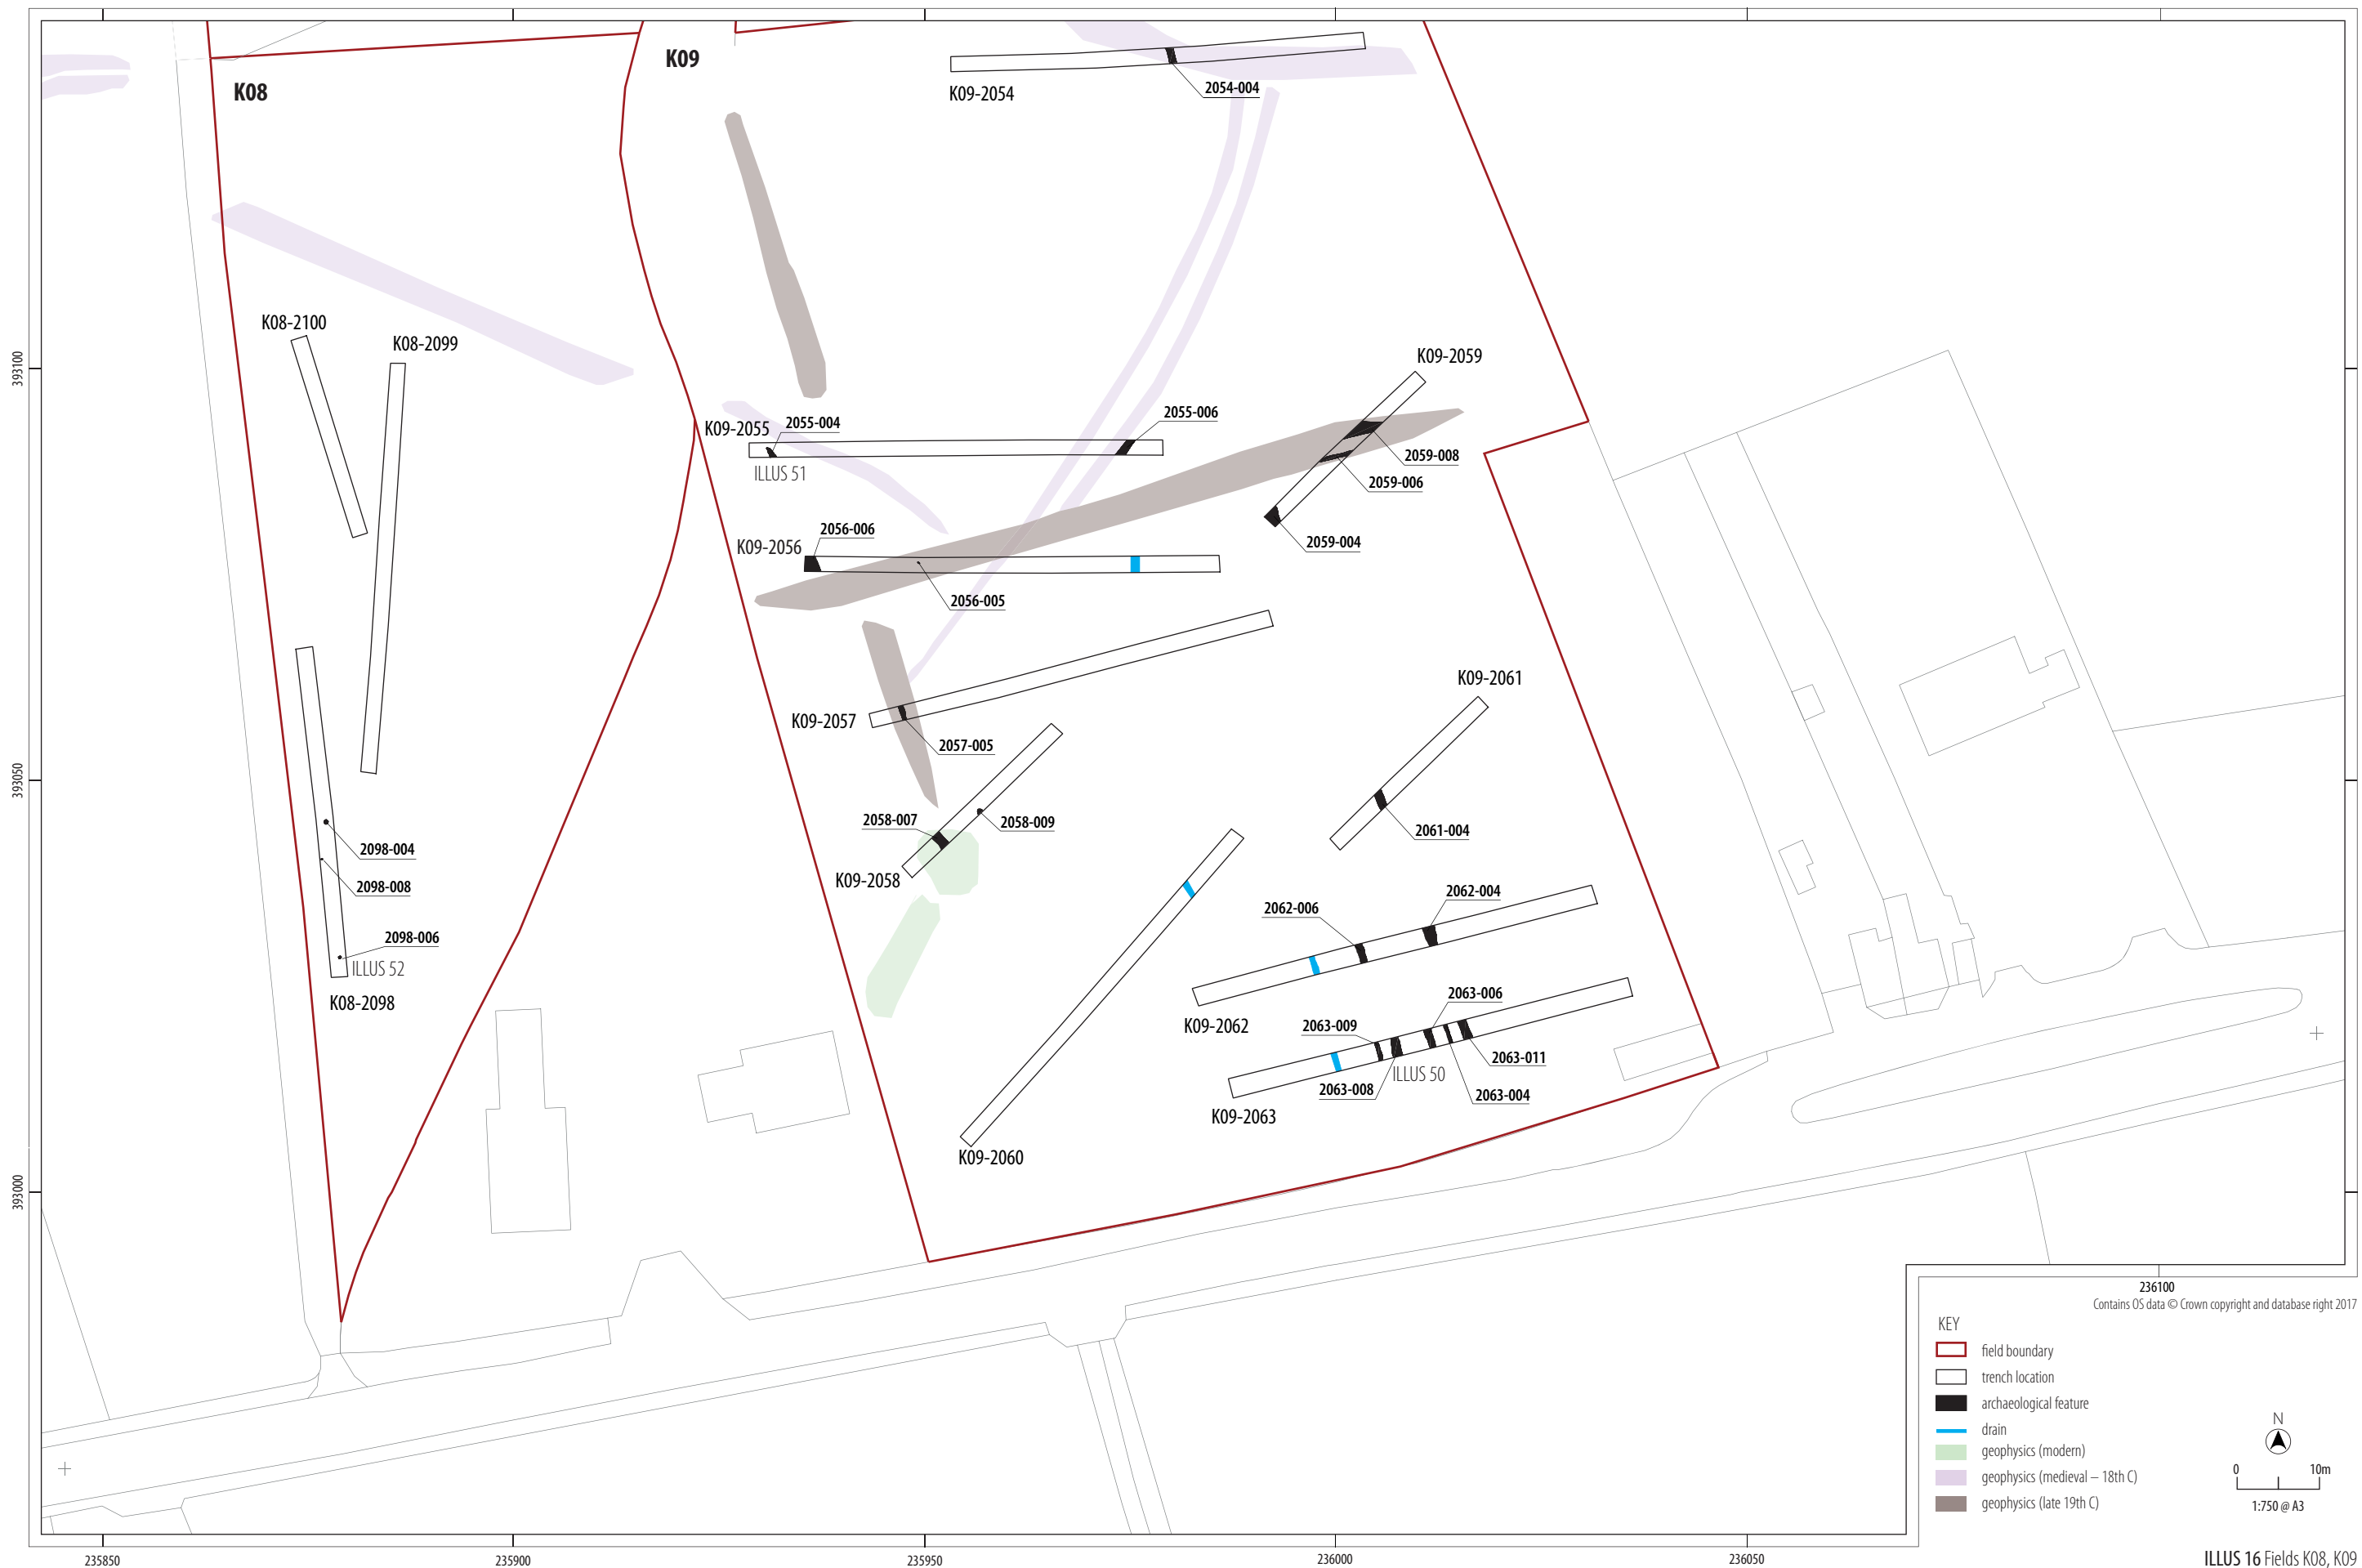 K09
K08
K09-2054
2054-004
K08-2100
K08-2099
K09-2059
393100
K09-2055
2055-004
2055-006
ILLUS 51
2059-008
2059-006
2059-004
K09-2056
2056-006
2056-005
K09-2057
2057-005
K09-2061
393050
2058-007
2058-009
2061-004
2098-004
K09-2058
2098-008
2062-004
2062-006
2098-006
ILLUS 52
K08-2098
2063-006
K09-2062
2063-009
2063-011
ILLUS 50
2063-008
2063-004
K09-2063
K09-2060
393000
236100
Contains OS data © Crown copyright and database right 2017
KEY
field boundary
trench location
archaeological feature
drain
geophysics (modern)
geophysics (medieval – 18th C)
geophysics (late 19th C)
N
0 10m
1:750 @ A3
235850 235900 235950 236000 236050
ILLUS 16 Fields K08, K09